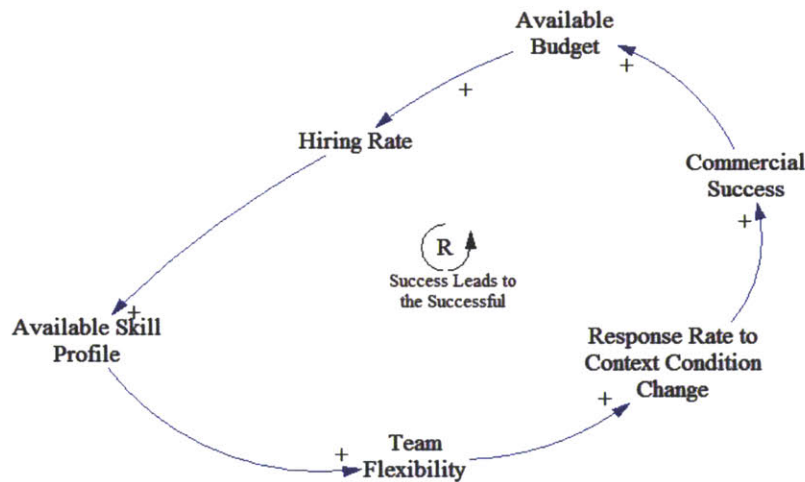 Available
Budget
+
+
Hiring Rate
Commercial
Success
+
R
Success Leads to
the Successful
+
Available Skill
Profile
Response Rate to
Context Condition
Change
+
+
Team
Flexibility